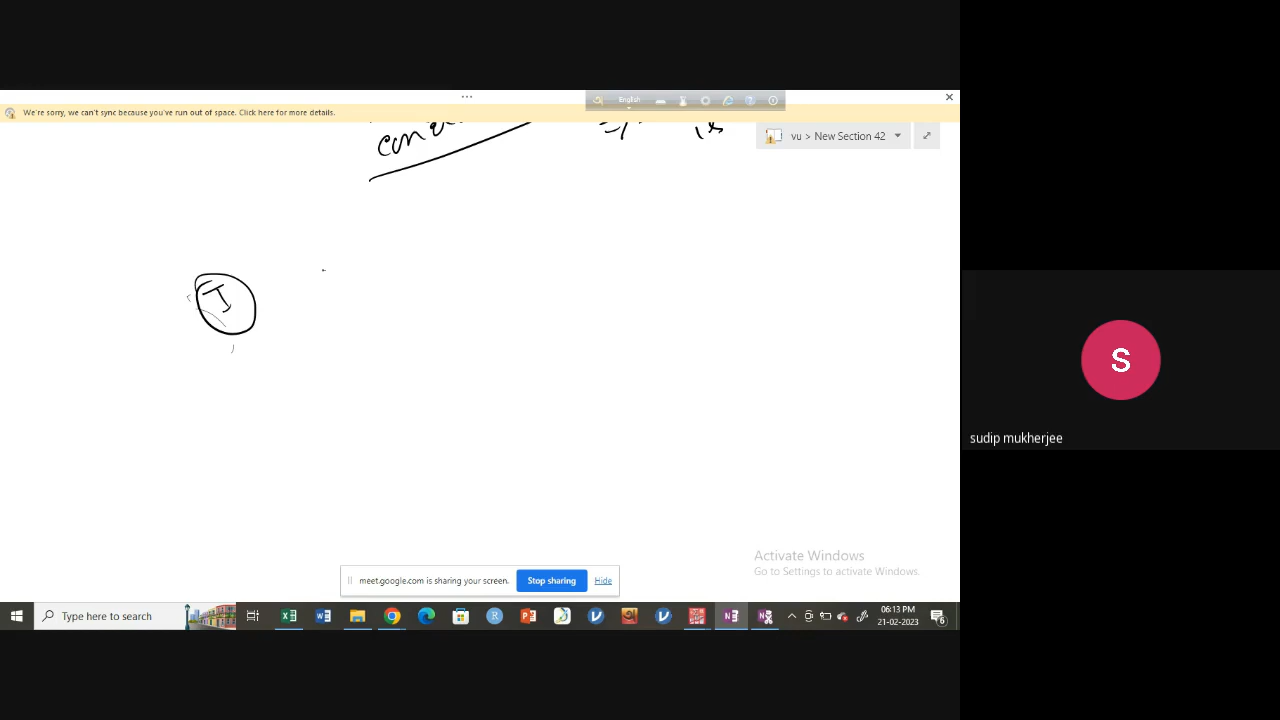 We're sorry, we can't sync because you've run out of space. Click here for more details.
English
vu > New Section 42
I
S
sudip mukherjee
Activate Windows
Go to Settings to activate Windows.
meet.google.com is sharing your screen. Stop sharing Hide
Type here to search
06:13 PM
21-02-2023
6